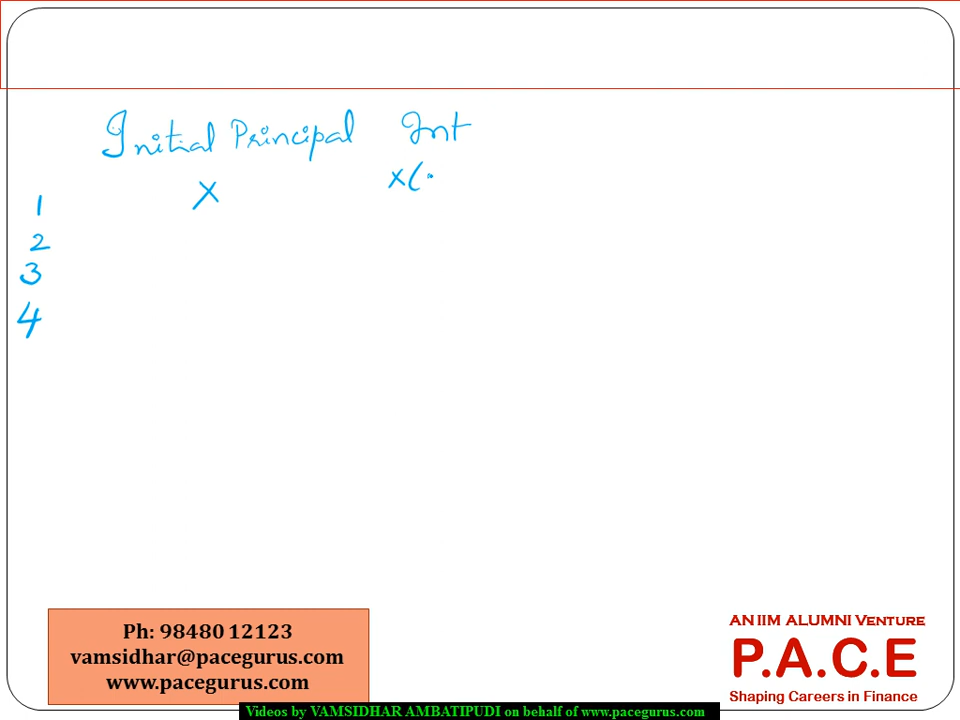 Initial Principal Int
1 X x(.
2
3
4
Ph: 98480 12123
vamsidhar@pacegurus.com
www.pacegurus.com
AN IIM ALUMNI VENTURE
P.A.C.E
Shaping Careers in Finance
Videos by VAMSIDHAR AMBATIPUDI on behalf of www.pacegurus.com